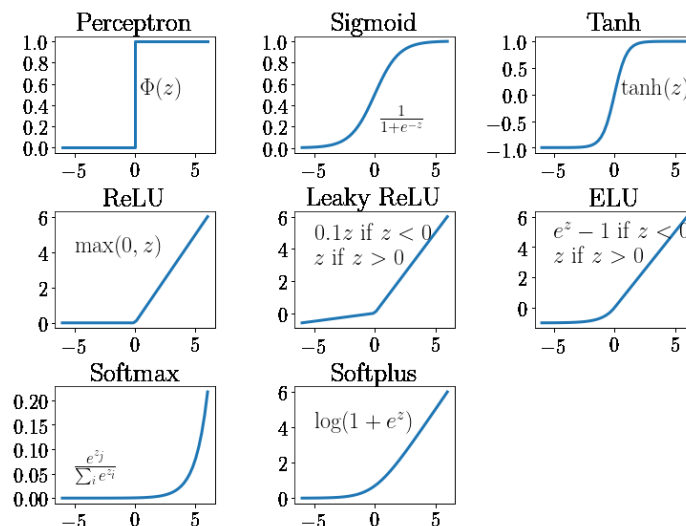 Perceptron
1.0
0.8
0.6
0.4
0.2
0.0
Φ(z)
−5 0 5
Sigmoid
1.0
0.8
0.6
0.4
0.2
0.0
1/(1+e^{−z})
−5 0 5
Tanh
1.0
0.5
0.0
−0.5
−1.0
tanh(z)
−5 0 5
ReLU
6
4
2
0
max(0, z)
−5 0 5
Leaky ReLU
6
4
2
0
0.1z if z < 0
z if z > 0
−5 0 5
ELU
6
4
2
0
e^z − 1 if z < 0
z if z > 0
−5 0 5
Softmax
0.20
0.15
0.10
0.05
0.00
e^{z_j}/∑_i e^{z_i}
−5 0 5
Softplus
6
4
2
0
log(1 + e^z)
−5 0 5